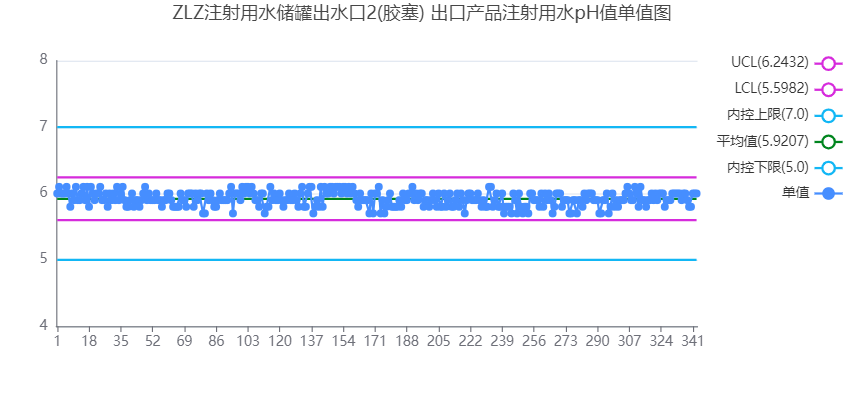 ZLZ注射用水储罐出水口2(胶塞) 出口产品注射用水pH值单值图
8
7
6
5
4
1 18 35 52 69 86 103 120 137 154 171 188 205 222 239 256 273 290 307 324 341
UCL(6.2432)
LCL(5.5982)
内控上限(7.0)
平均值(5.9207)
内控下限(5.0)
单值